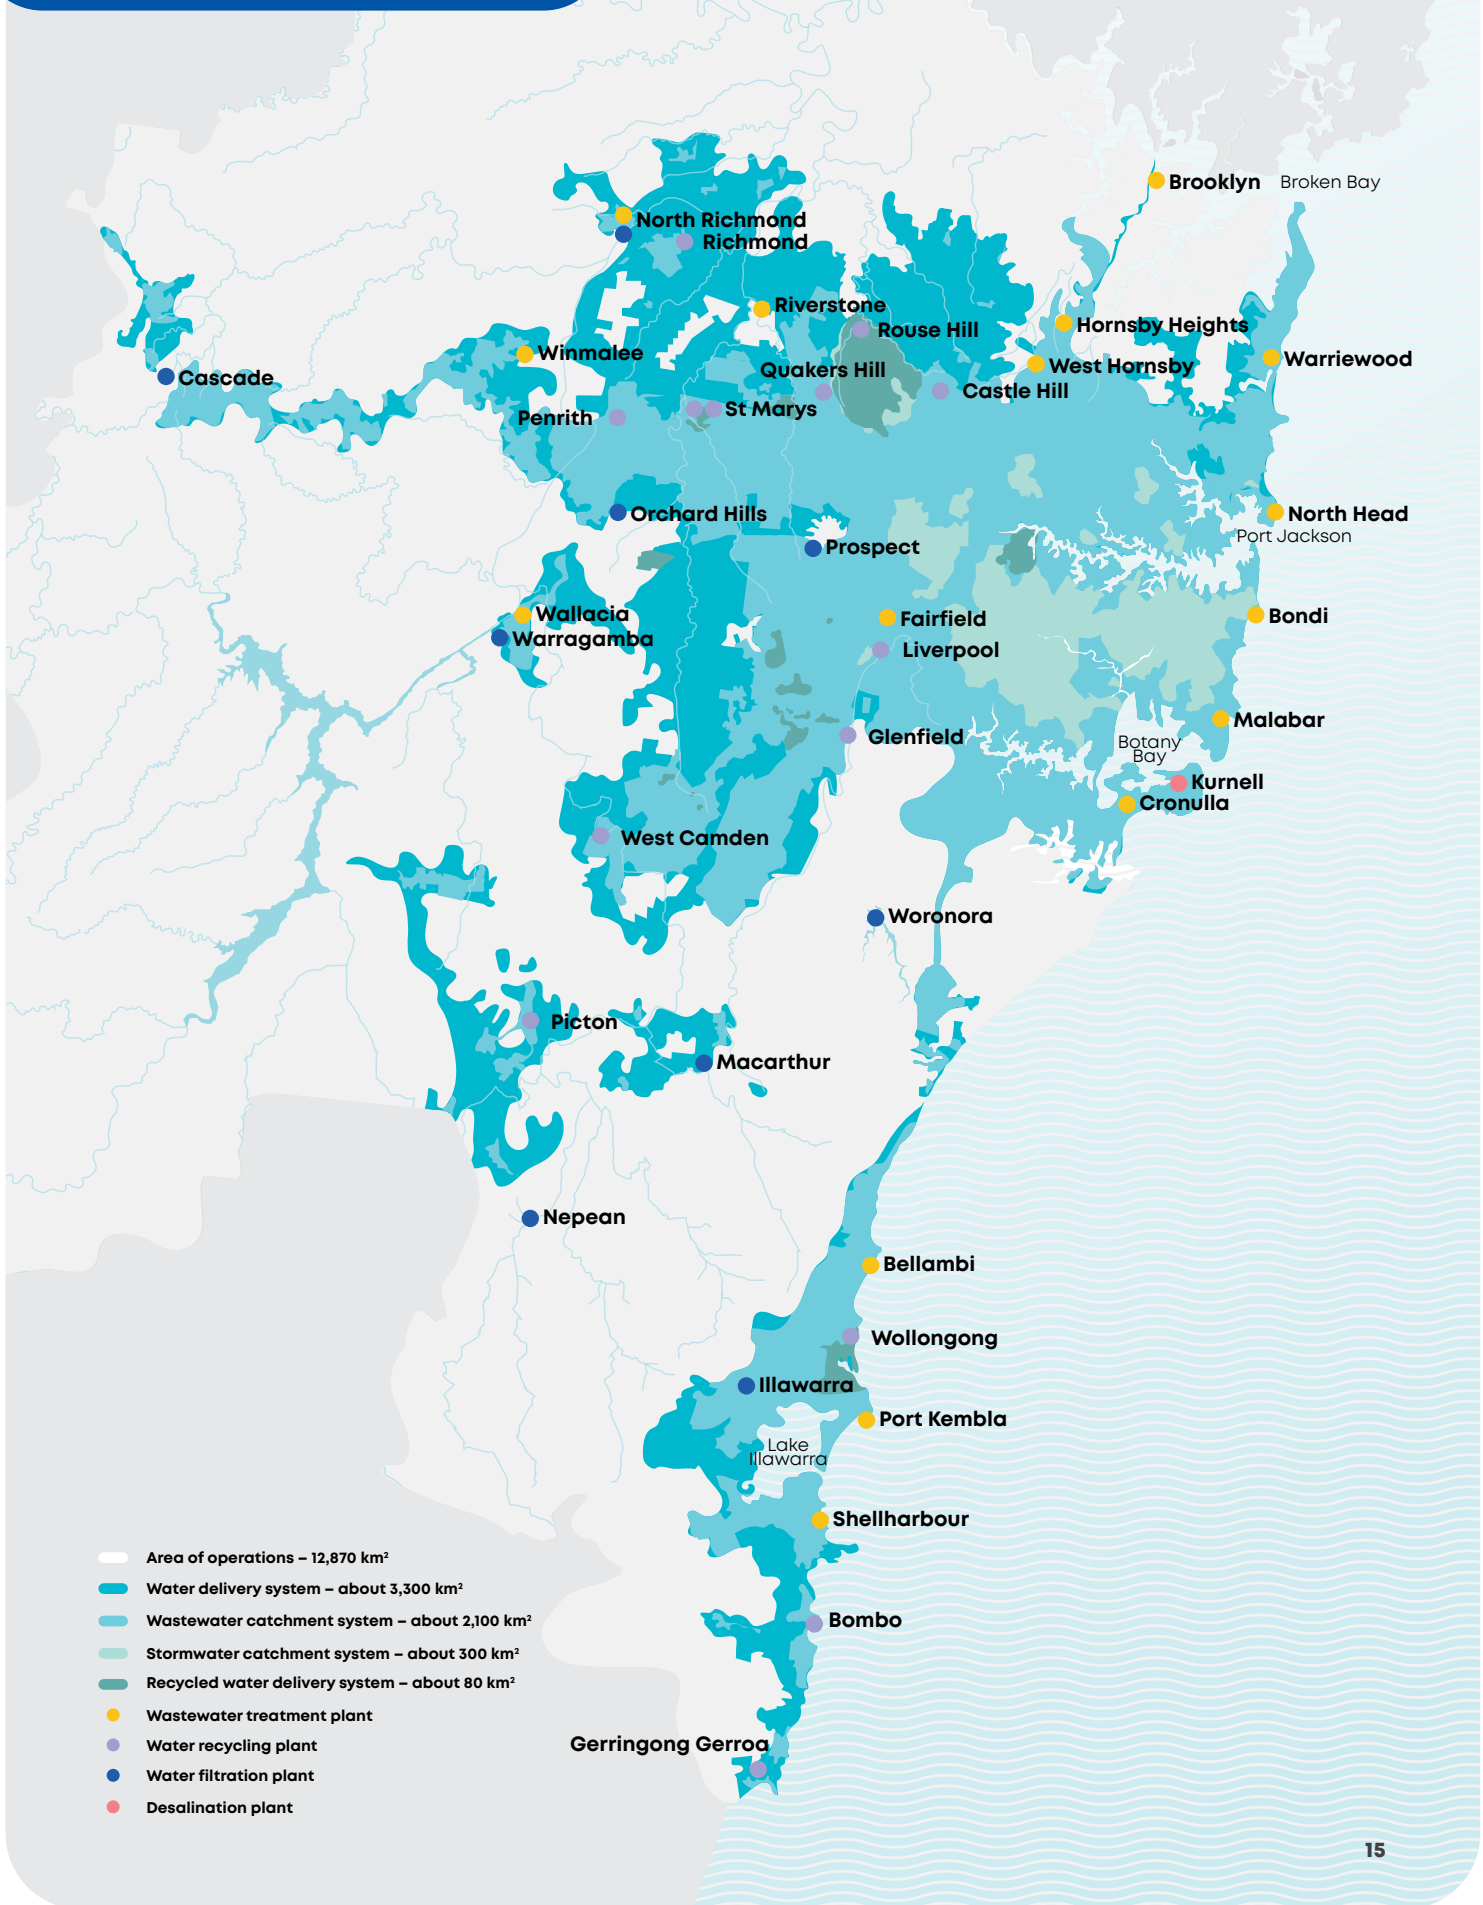 Brooklyn
Broken Bay
North Richmond
Richmond
Riverstone
Rouse Hill
Hornsby Heights
Winmalee
Warriewood
West Hornsby
Quakers Hill
Cascade
Castle Hill
St Marys
Penrith
Orchard Hills
North Head
Port Jackson
Prospect
Wallacia
Bondi
Fairfield
Warragamba
Liverpool
Malabar
Glenfield
Botany
Bay
Kurnell
Cronulla
West Camden
Woronora
Picton
Macarthur
Nepean
Bellambi
Wollongong
Illawarra
Port Kembla
Lake
Illawarra
Shellharbour
Area of operations – 12,870 km²
Water delivery system – about 3,300 km²
Wastewater catchment system – about 2,100 km²
Bombo
Stormwater catchment system – about 300 km²
Recycled water delivery system – about 80 km²
Wastewater treatment plant
Water recycling plant
Gerringong Gerroa
Water filtration plant
Desalination plant
15